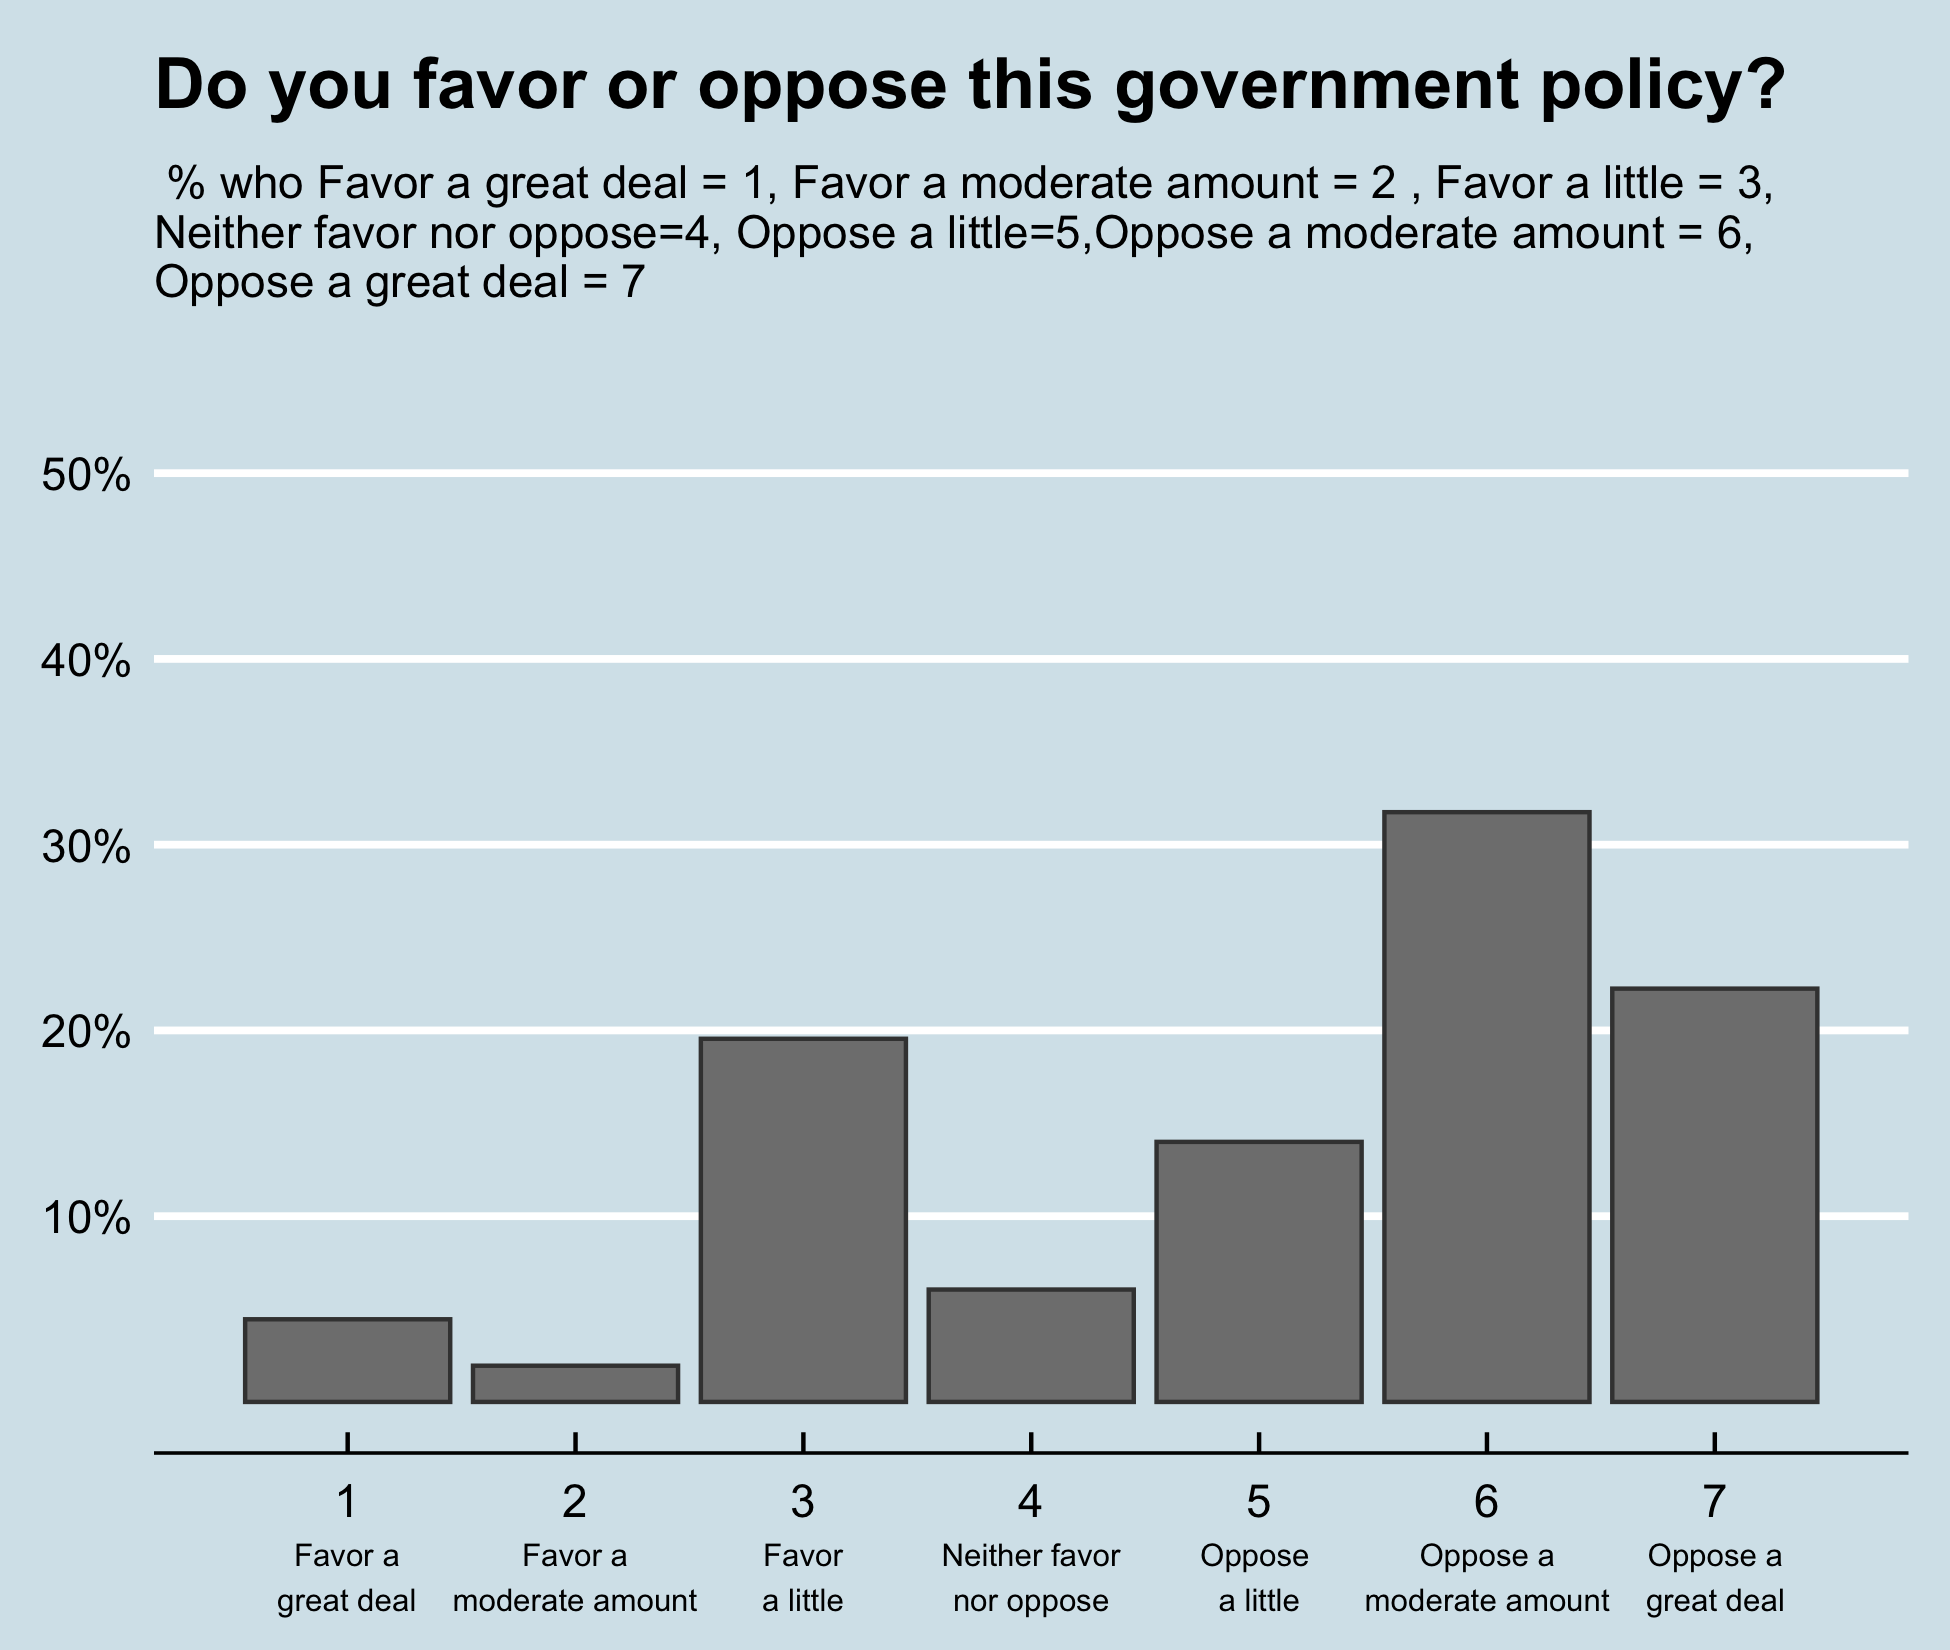 Do you favor or oppose this government policy?
% who Favor a great deal = 1, Favor a moderate amount = 2 , Favor a little = 3,
Neither favor nor oppose=4, Oppose a little=5,Oppose a moderate amount = 6,
Oppose a great deal = 7
50%
40%
30%
20%
10%
1 2 3 4 5 6 7
Favor a Favor a Favor Neither favor Oppose Oppose a Oppose a
great deal moderate amount a little nor oppose a little moderate amount great deal